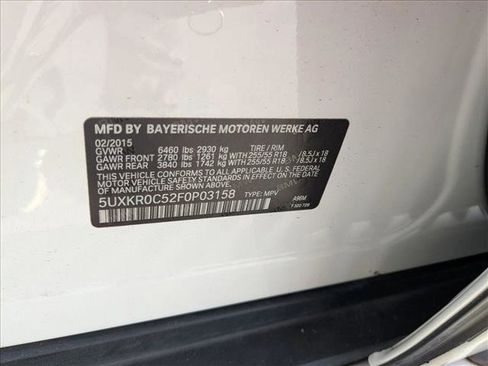 MFD BY BAYERISCHE MOTOREN WERKE AG
02/2015 TIRE / RIM
GVWR 6460 lbs 2930 kg
GAWR FRONT 2780 lbs 1261 kg WITH 255/55 R18 /8.5J x 18
GAWR REAR 3840 lbs 1742 kg WITH 255/55 R18 /8.5J x 18
THIS VEHICLE CONFORMS TO ALL APPLICABLE U.S. FEDERAL
MOTOR VEHICLE SAFETY STANDARDS IN EFFECT
ON THE DATE OF MANUFACTURE SHOWN ABOVE.
5UXKR0C52F0P03158 TYPE: MPV A96M